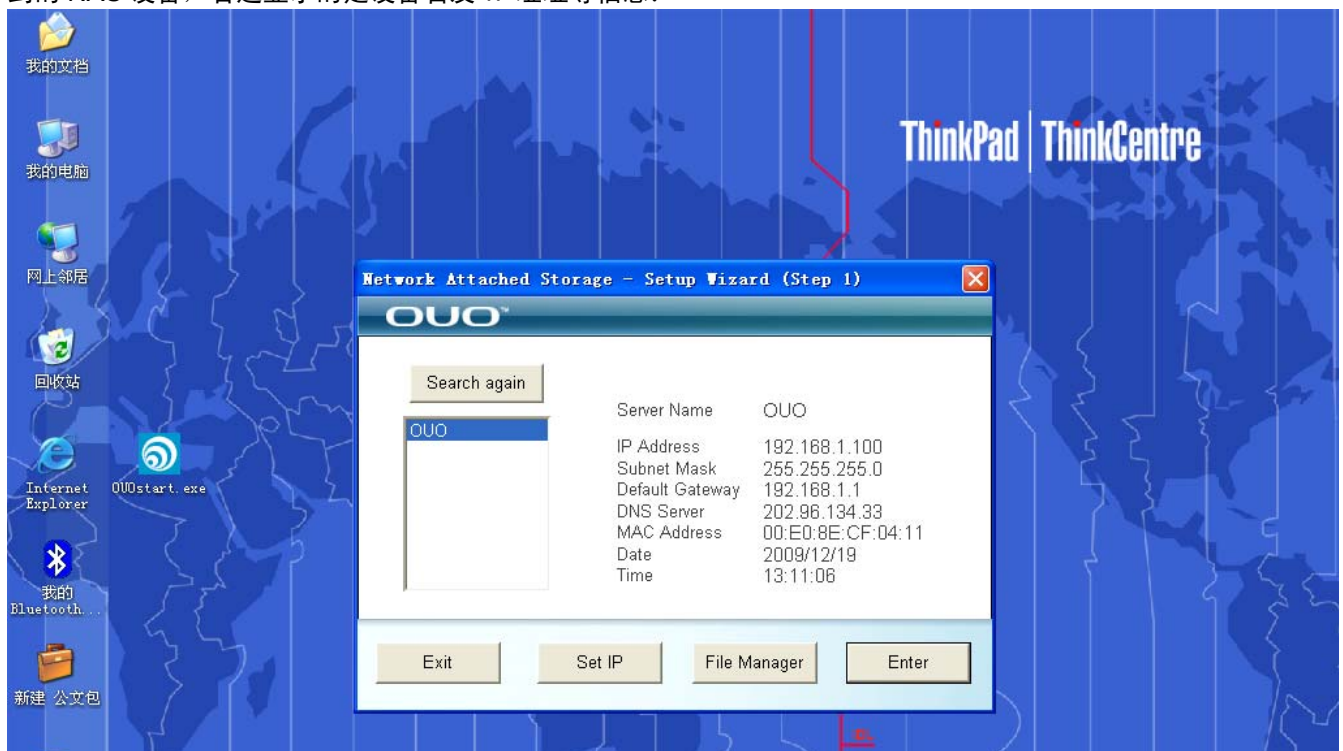 我的文档
我的电脑
网上邻居
回收站
Internet Explorer
OUOstart.exe
我的
Bluetooth...
新建 公文包
ThinkPad ThinkCentre
Network Attached Storage - Setup Wizard (Step 1)
OUO™
Search again
OUO
Server Name OUO
IP Address 192.168.1.100
Subnet Mask 255.255.255.0
Default Gateway 192.168.1.1
DNS Server 202.96.134.33
MAC Address 00:E0:8E:CF:04:11
Date 2009/12/19
Time 13:11:06
Exit Set IP File Manager Enter